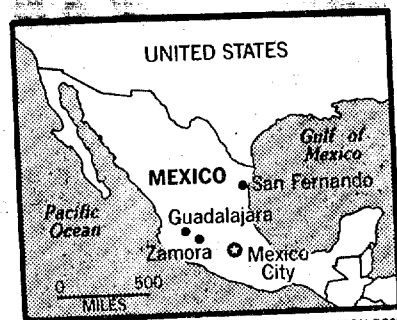 UNITED STATES
Gulf of
Mexico
MEXICO
San Fernando
Pacific
Ocean
Guadalajara
Zamora
Mexico
City
0 500
MILES